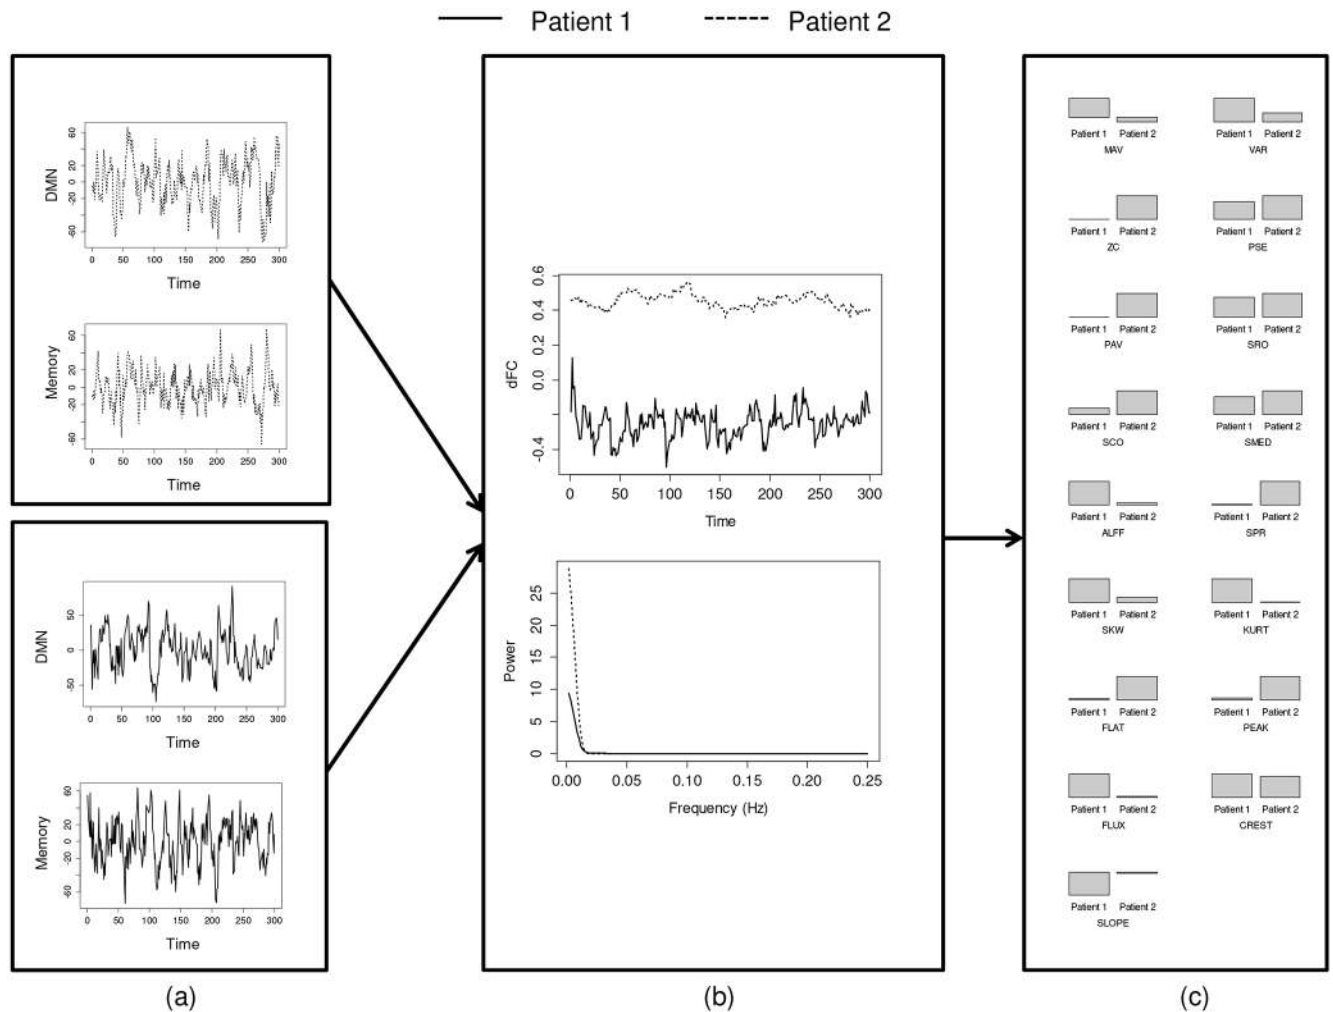 Patient 1 Patient 2
60
20
0
-20
-60
DMN
0 50 100 150 200 250 300
Time
60
20
0
-20
-60
Memory
0 50 100 150 200 250 300
Time
50
0
-50
DMN
0 50 100 150 200 250 300
Time
60
20
0
-20
-60
Memory
0 50 100 150 200 250 300
Time
(a)
0.6
0.4
0.2
0.0
-0.4
dFC
0 50 100 150 200 250 300
Time
25
20
15
10
5
0
Power
0.00 0.05 0.10 0.15 0.20 0.25
Frequency (Hz)
(b)
Patient 1 Patient 2
MAV
Patient 1 Patient 2
VAR
Patient 1 Patient 2
ZC
Patient 1 Patient 2
PSE
Patient 1 Patient 2
PAV
Patient 1 Patient 2
SRO
Patient 1 Patient 2
SCO
Patient 1 Patient 2
SMED
Patient 1 Patient 2
ALFF
Patient 1 Patient 2
SPR
Patient 1 Patient 2
SKW
Patient 1 Patient 2
KURT
Patient 1 Patient 2
FLAT
Patient 1 Patient 2
PEAK
Patient 1 Patient 2
FLUX
Patient 1 Patient 2
CREST
Patient 1 Patient 2
SLOPE
(c)